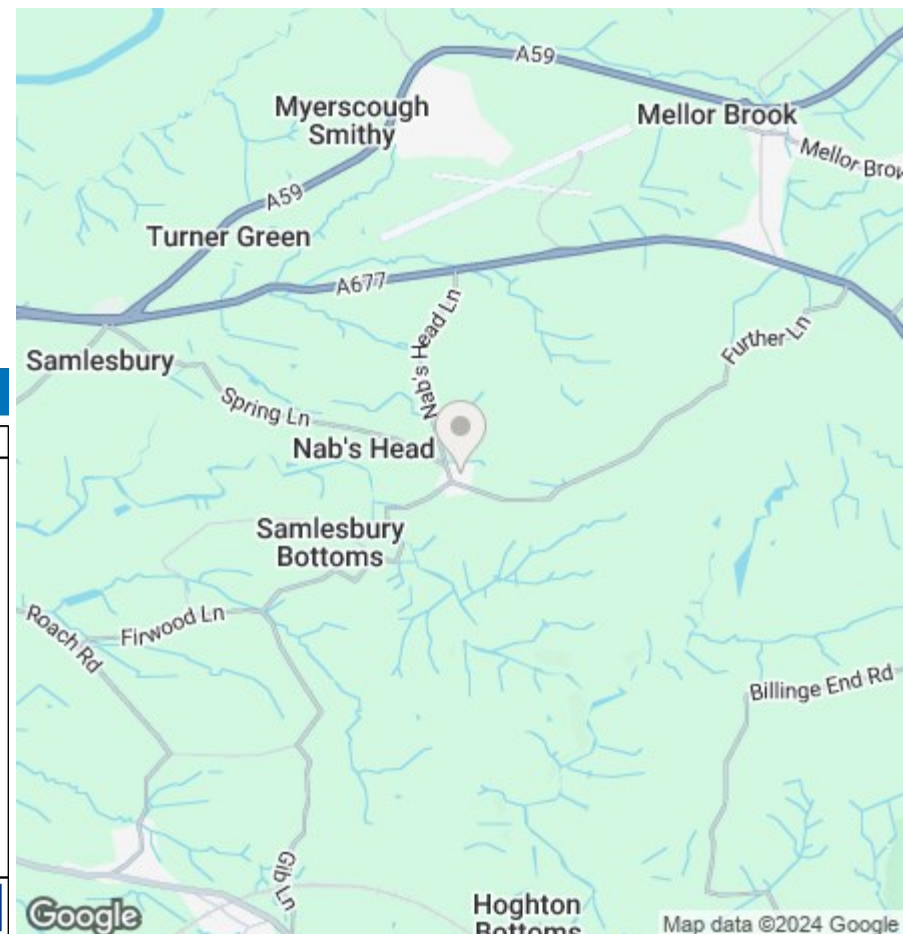 A59
Myerscough
Smithy
Mellor Brook
Mellor Brow
A59
Turner Green
A677
Nab's Head Ln
Further Ln
Samlesbury
Spring Ln
Nab's Head
Samlesbury
Bottoms
Roach Rd
Firwood Ln
Billinge End Rd
Gib Ln
Hoghton
Bottoms
Google
Map data ©2024 Google